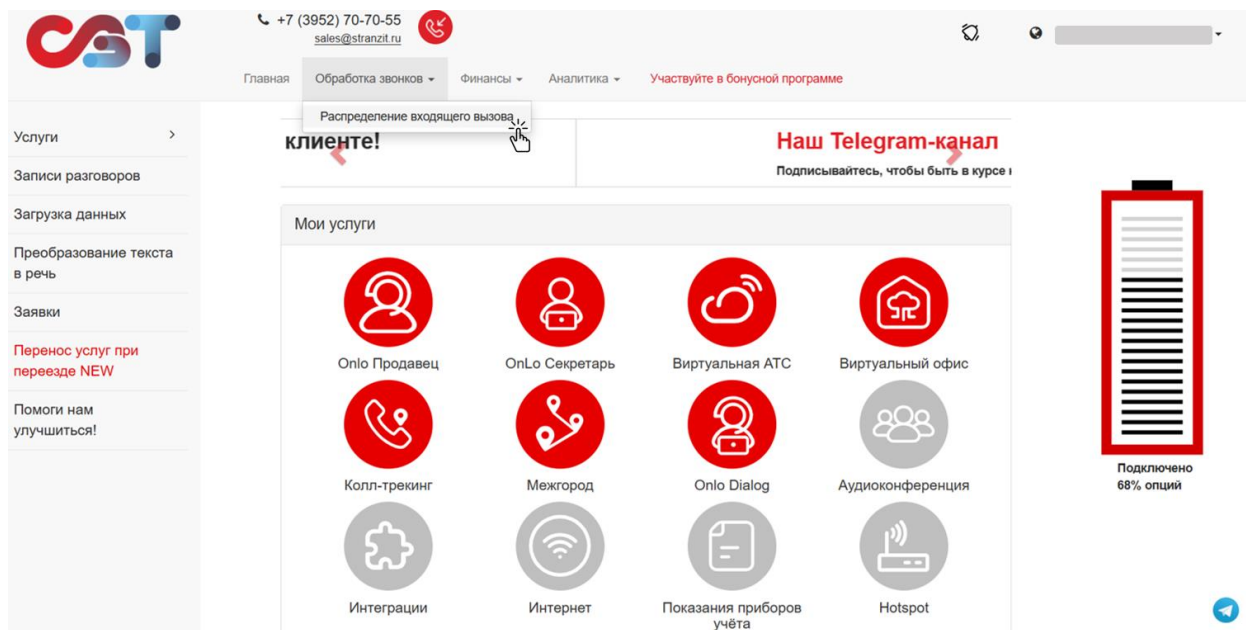 CST
+7 (3952) 70-70-55
sales@stranzit.ru
Главная Обработка звонков Финансы Аналитика Участвуйте в бонусной программе
Распределение входящего вызова
Услуги
Записи разговоров
Загрузка данных
Преобразование текста
в речь
Заявки
Перенос услуг при
переезде NEW
Помоги нам
улучшиться!
клиенте!
Наш Telegram-канал
Подписывайтесь, чтобы быть в курсе
Мои услуги
Onlo Продавец OnLo Секретарь Виртуальная АТС Виртуальный офис
Колл-трекинг Межгород Onlo Dialog Аудиоконференция
Интеграции Интернет Показания приборов Hotspot
учёта
Подключено
68% опций